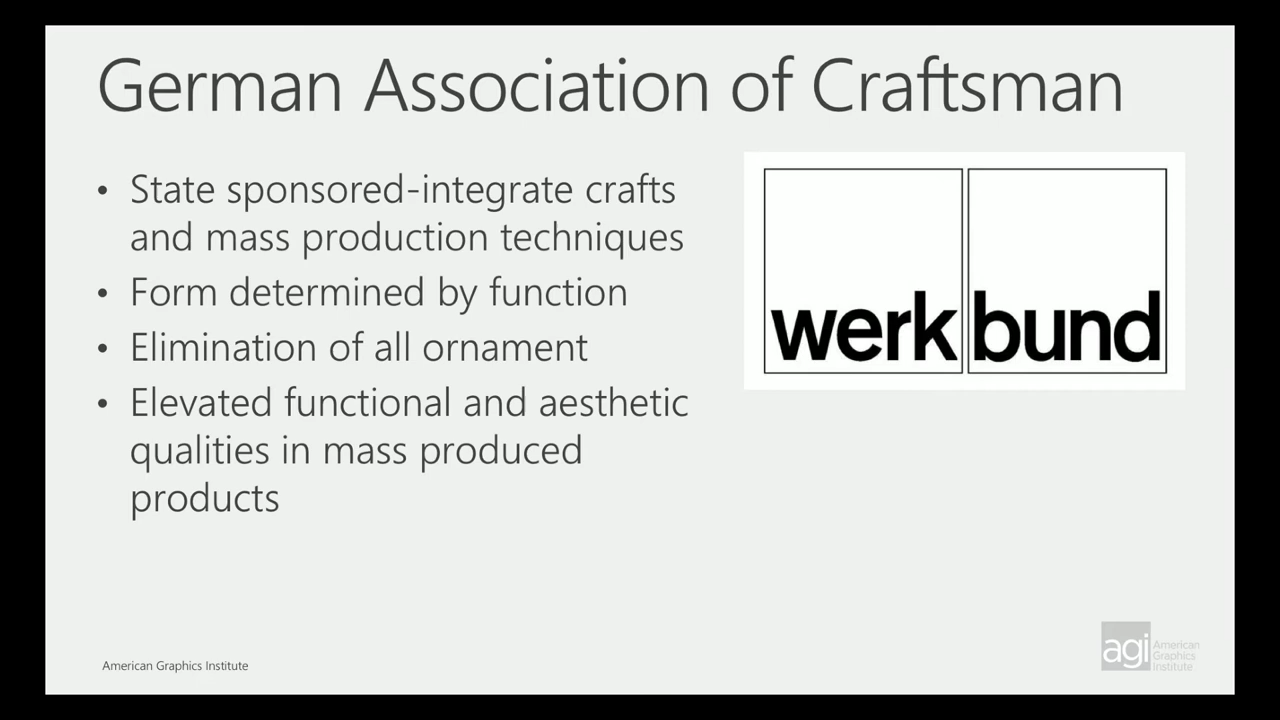 German Association of Craftsman
• State sponsored-integrate crafts
and mass production techniques
• Form determined by function
• Elimination of all ornament
• Elevated functional and aesthetic
qualities in mass produced
products
werk bund
American Graphics Institute
agi American
Graphics
Institute